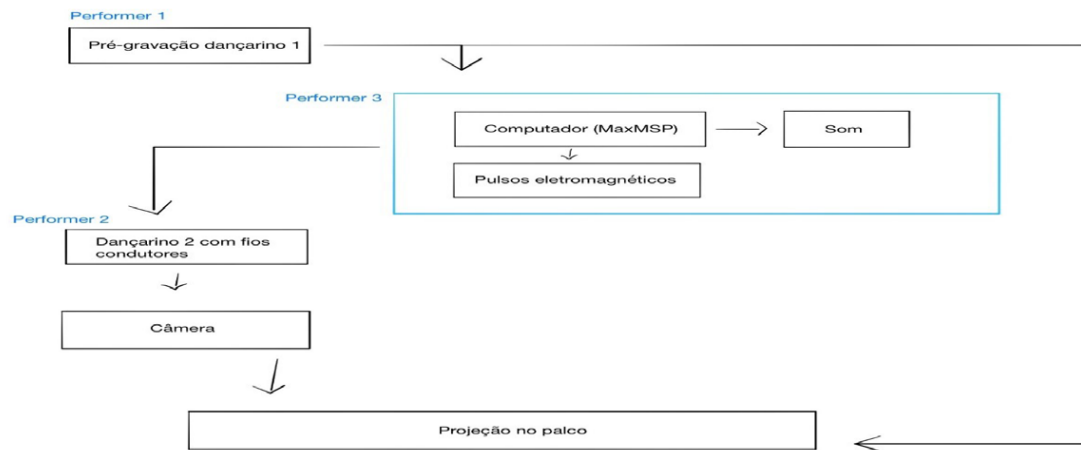 Performer 1
Pré-gravação dançarino 1
Performer 3
Computador (MaxMSP)
Som
Pulsos eletromagnéticos
Performer 2
Dançarino 2 com fios
condutores
Câmera
Projeção no palco